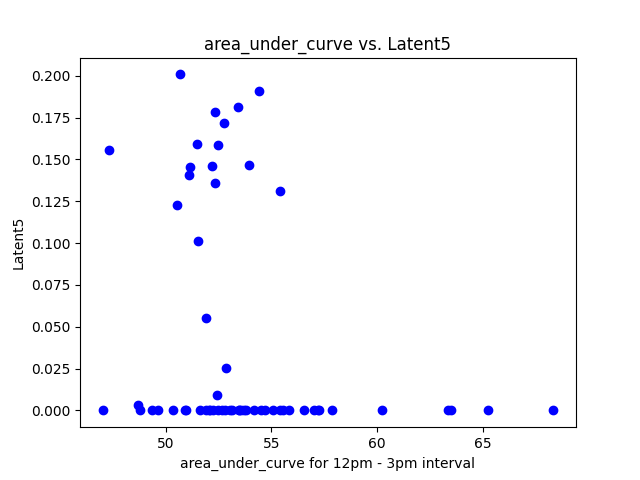 area_under_curve vs. Latent5
0.200
0.175
0.150
0.125
0.100
0.075
0.050
0.025
0.000
Latent5
50 55 60 65
area_under_curve for 12pm - 3pm interval